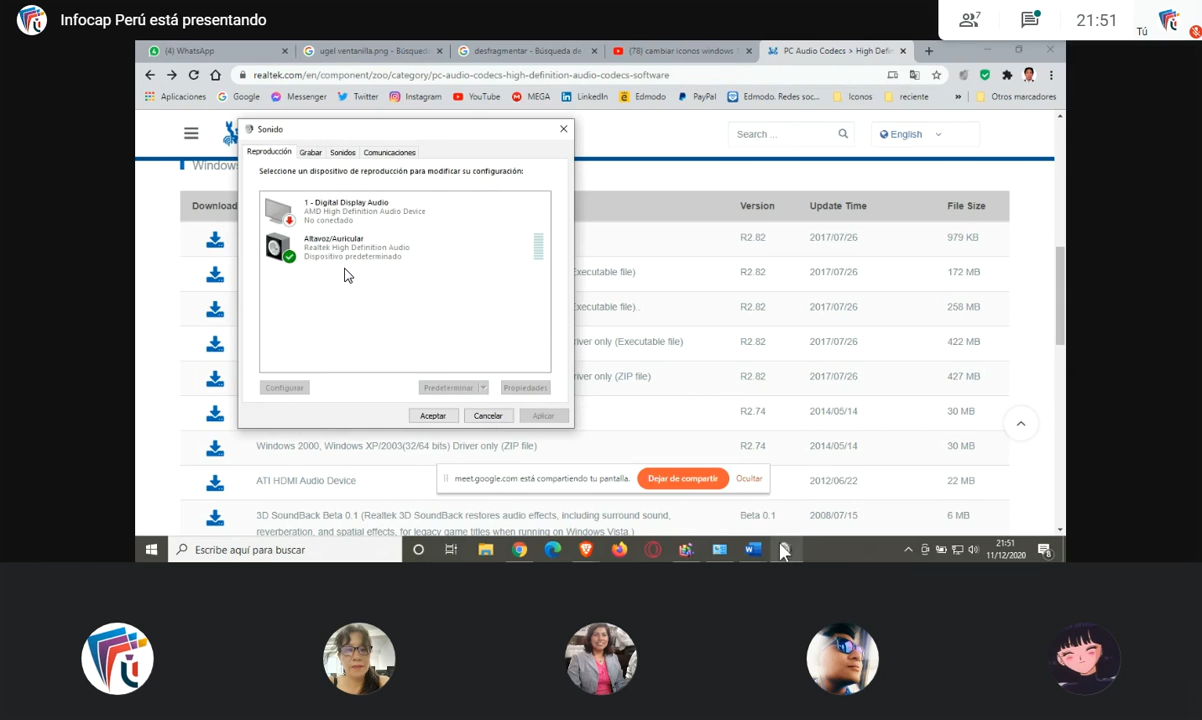 Infocap Perú está presentando
7
21:51
Tú
(4) WhatsApp
ugel ventanilla.png - Búsqued
desfragmentar - Búsqueda de
(78) cambiar iconos windows
PC Audio Codecs > High Defin
realtek.com/en/component/zoo/category/pc-audio-codecs-high-definition-audio-codecs-software
Aplicaciones
Google
Messenger
Twitter
Instagram
YouTube
MEGA
LinkedIn
Edmodo
PayPal
Edmodo. Redes soc...
Iconos
reciente
»
Otros marcadores
Search ...
English
Windows
Sonido
Reproducción
Grabar
Sonidos
Comunicaciones
Seleccione un dispositivo de reproducción para modificar su configuración:
1 - Digital Display Audio
AMD High Definition Audio Device
No conectado
Altavoz/Auricular
Realtek High Definition Audio
Dispositivo predeterminado
Configurar
Predeterminar
Propiedades
Aceptar
Cancelar
Aplicar
Download
Version
Update Time
File Size
R2.82
2017/07/26
979 KB
Executable file)
R2.82
2017/07/26
172 MB
Executable file)..
R2.82
2017/07/26
258 MB
river only (Executable file)
R2.82
2017/07/26
422 MB
river only (ZIP file)
R2.82
2017/07/26
427 MB
R2.74
2014/05/14
30 MB
Windows 2000, Windows XP/2003(32/64 bits) Driver only (ZIP file)
R2.74
2014/05/14
30 MB
ATI HDMI Audio Device
2012/06/22
22 MB
meet.google.com está compartiendo tu pantalla.
Dejar de compartir
Ocultar
3D SoundBack Beta 0.1 (Realtek 3D SoundBack restores audio effects, including surround sound,
reverberation, and spatial effects, for legacy game titles when running on Windows Vista.)
Beta 0.1
2008/07/15
6 MB
Escribe aquí para buscar
21:51
11/12/2020
8